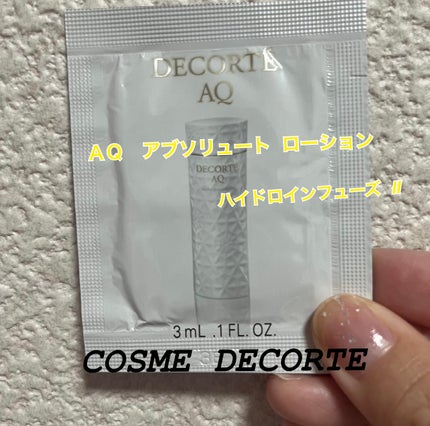 DECORTÉ
AQ
AQ アブソリュート ローション
DECORTÉ
AQ
ハイドロインフューズ II
3 mL .1 FL. OZ.
COSME DECORTE